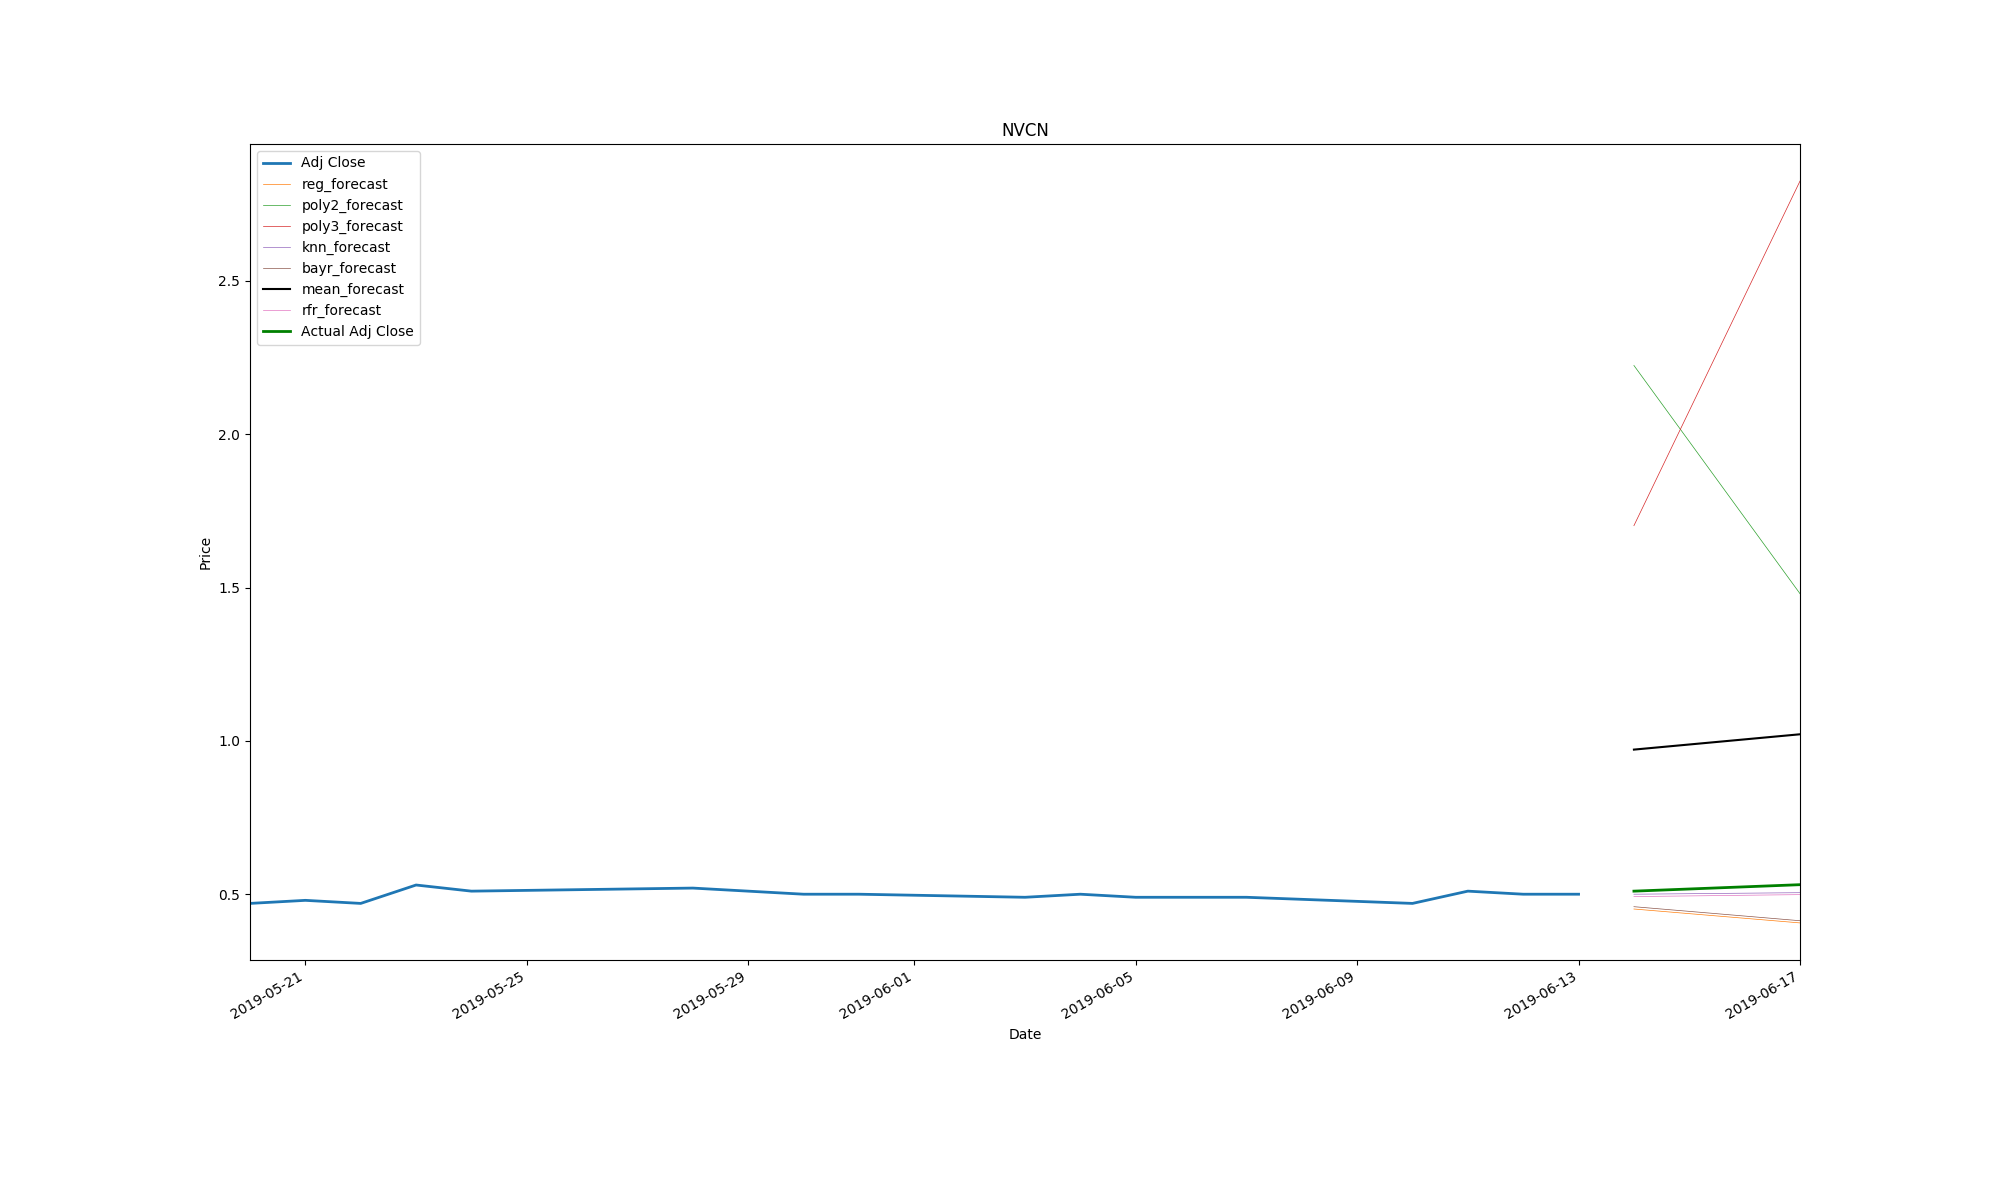 NVCN
Adj Close
reg_forecast
poly2_forecast
poly3_forecast
knn_forecast
bayr_forecast
mean_forecast
rfr_forecast
Actual Adj Close
2.5
2.0
1.5
1.0
0.5
Price
2019-05-21
2019-05-25
2019-05-29
2019-06-01
2019-06-05
2019-06-09
2019-06-13
2019-06-17
Date